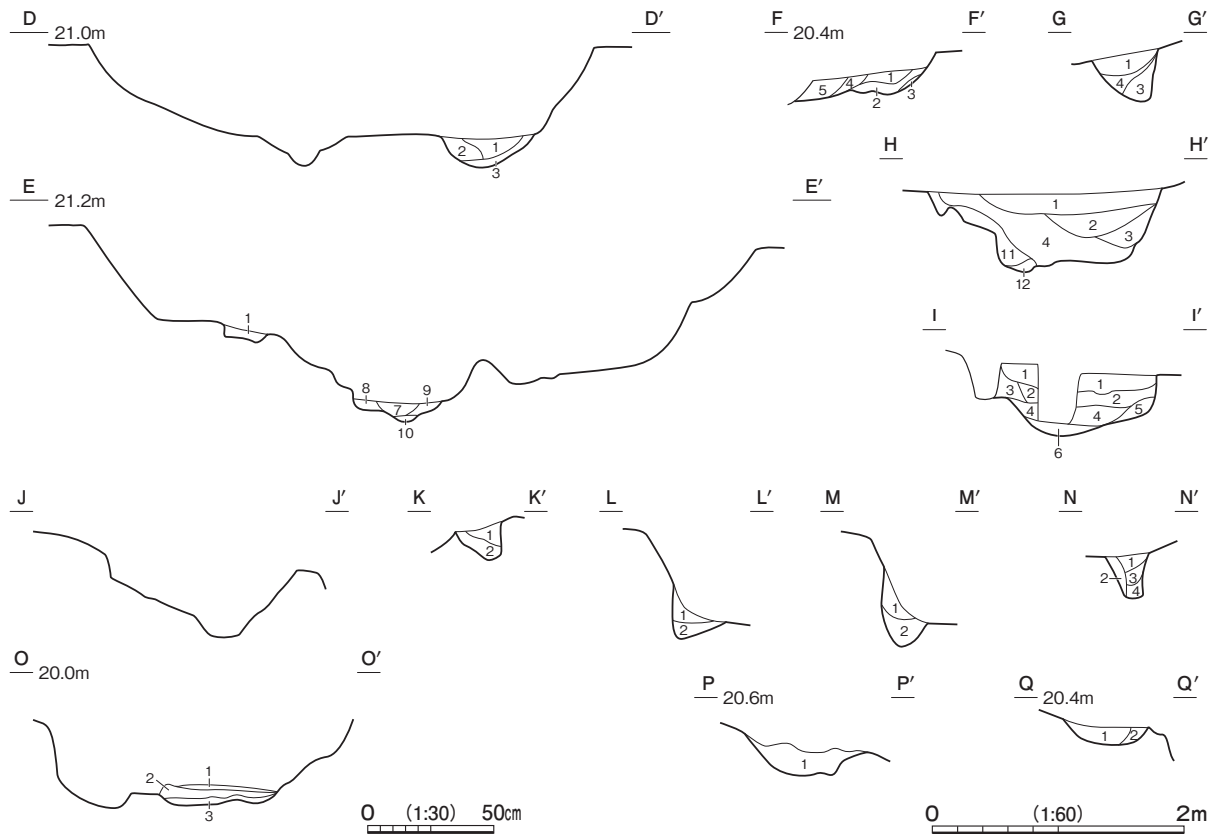 D 21.0m D′ F 20.4m F′ G G′
1 2 3
5 4 1 2 3
1 4 3
E 21.2m E′ H H′
1 8 7 9 10
1 2 3 4 11 12
I I′
1 3 2 4 1 2 4 5 6
J J′ K K′ L L′ M M′ N N′
1 2
1 2
1 2
1 2 3 4
O 20.0m O′ P 20.6m P′ Q 20.4m Q′
2 1 3
1
1 2
0 (1:30) 50cm 0 (1:60) 2m